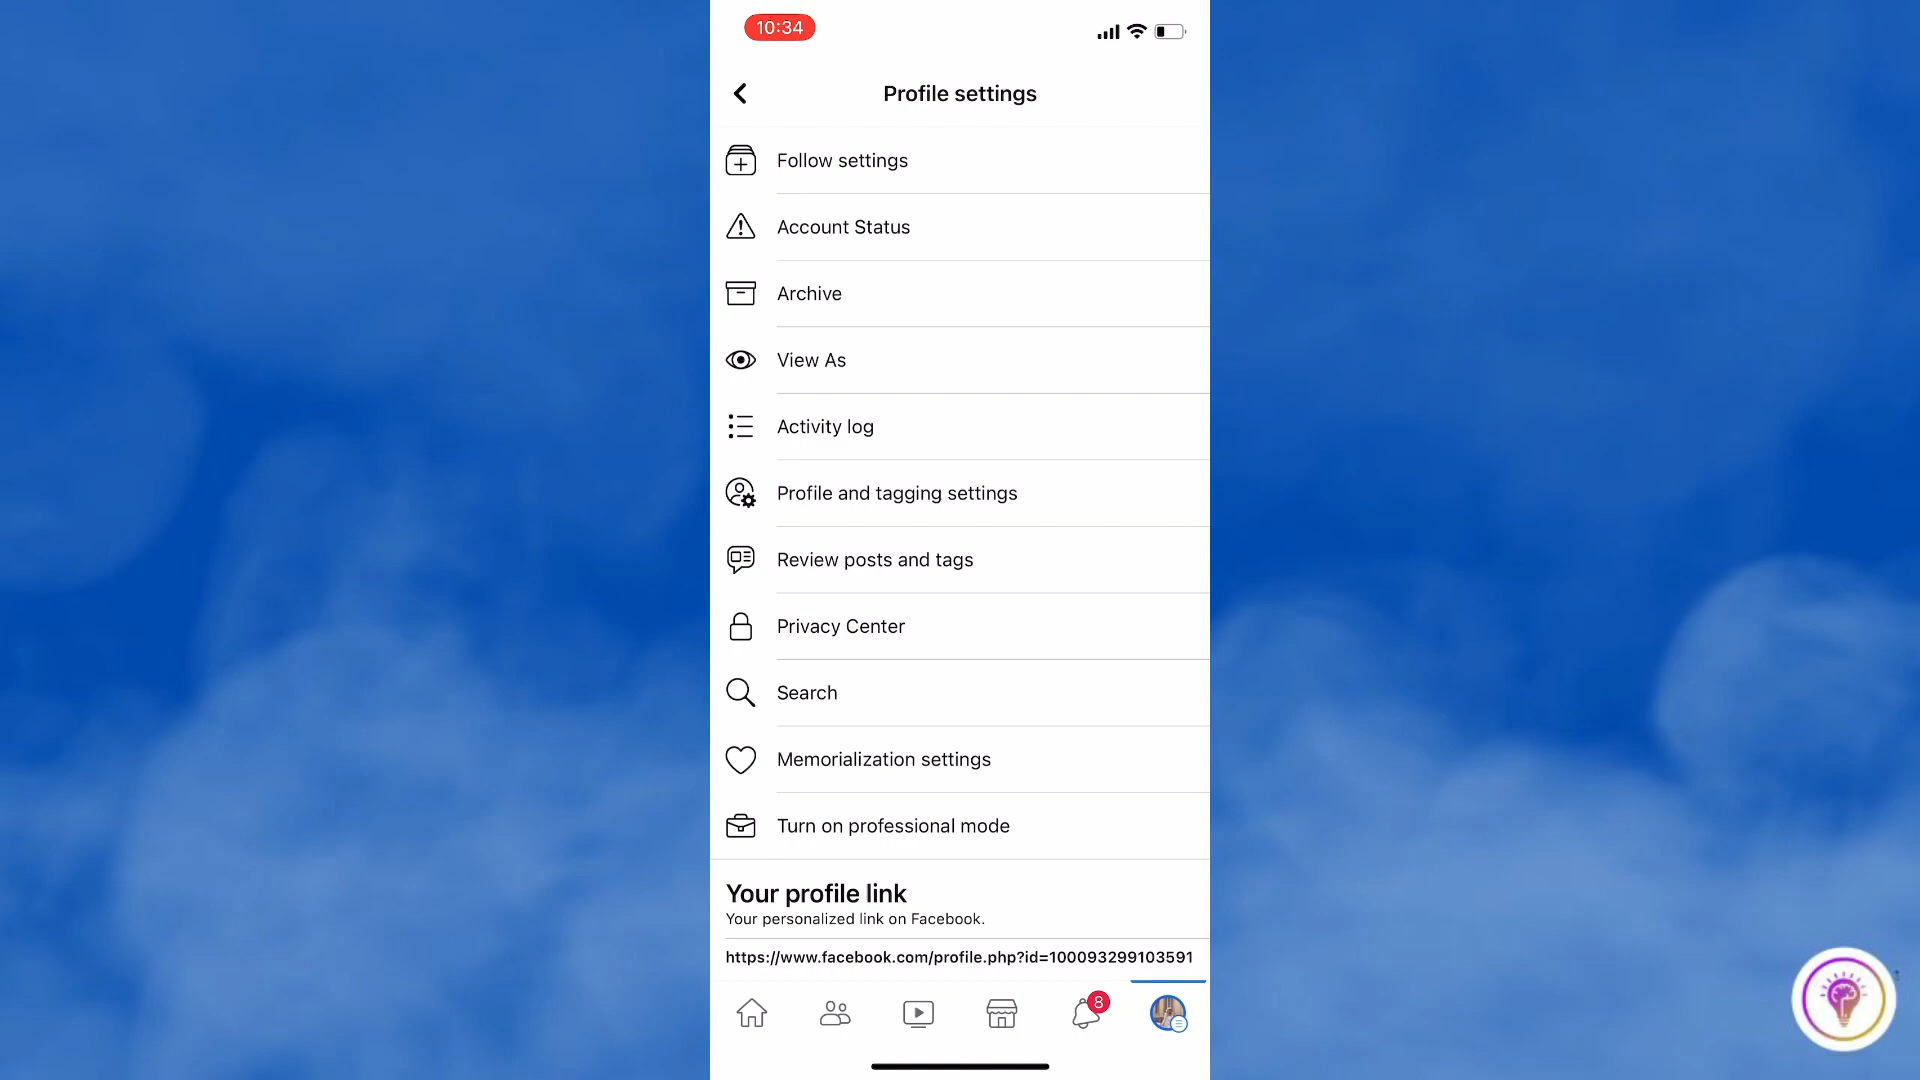 10:34
Profile settings
Follow settings
Account Status
Archive
View As
Activity log
Profile and tagging settings
Review posts and tags
Privacy Center
Search
Memorialization settings
Turn on professional mode
Your profile link
Your personalized link on Facebook.
https://www.facebook.com/profile.php?id=100093299103591
8